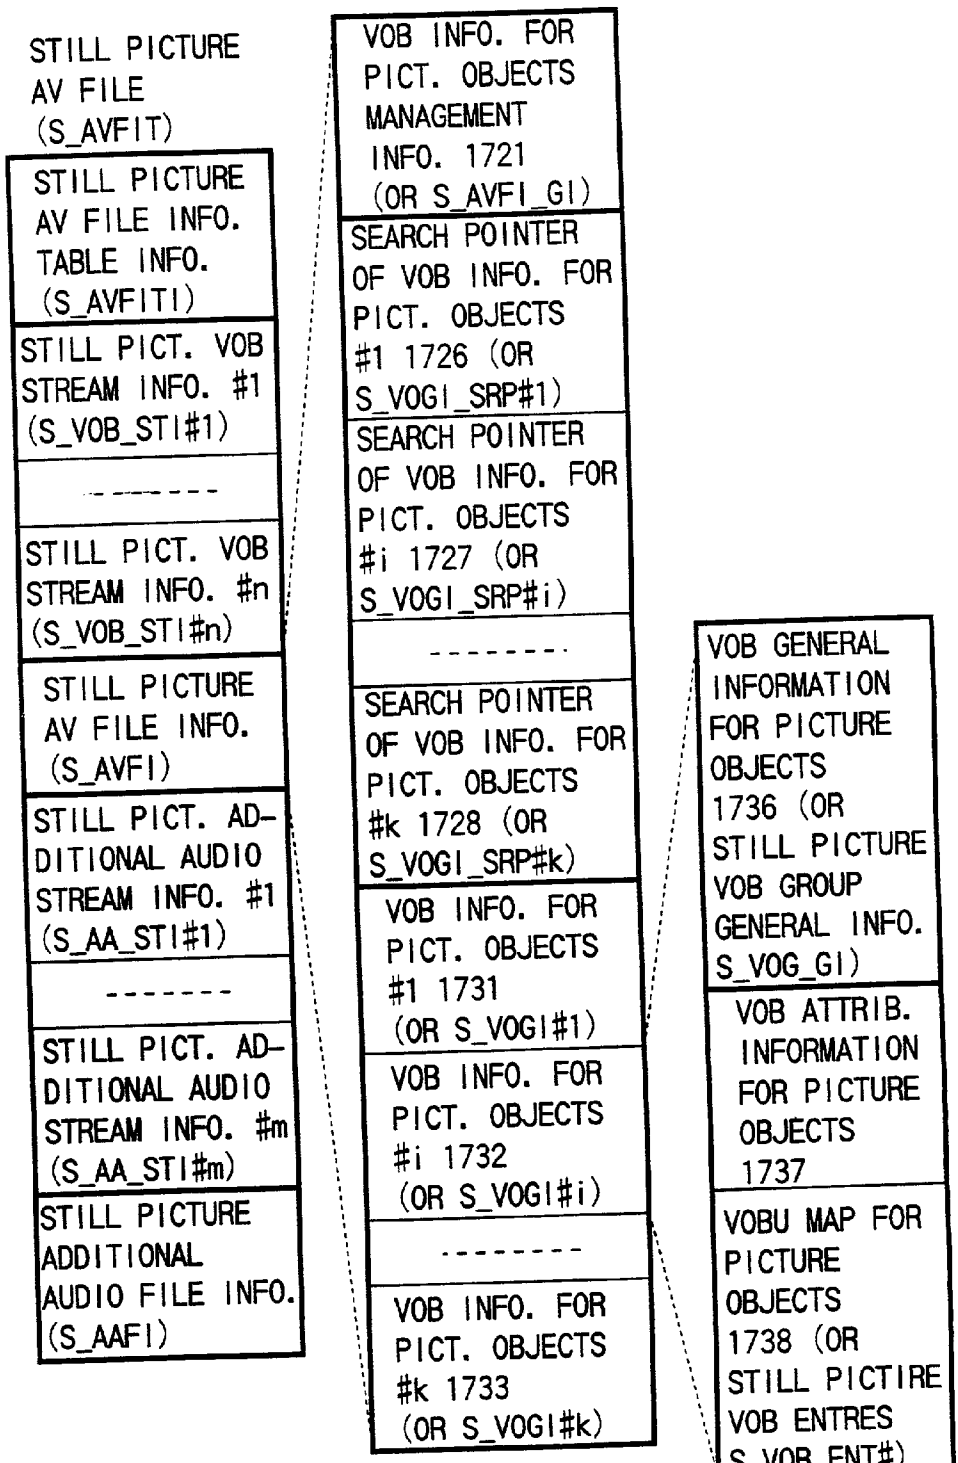 STILL PICTURE
AV FILE
(S_AVFIT)
STILL PICTURE
AV FILE INFO.
TABLE INFO.
(S_AVFITI)
STILL PICT. VOB
STREAM INFO. #1
(S_VOB_STI#1)
STILL PICT. VOB
STREAM INFO. #n
(S_VOB_STI#n)
STILL PICTURE
AV FILE INFO.
(S_AVFI)
STILL PICT. AD-
DITIONAL AUDIO
STREAM INFO. #1
(S_AA_STI#1)
STILL PICT. AD-
DITIONAL AUDIO
STREAM INFO. #m
(S_AA_STI#m)
STILL PICTURE
ADDITIONAL
AUDIO FILE INFO.
(S_AAFI)
VOB INFO. FOR
PICT. OBJECTS
MANAGEMENT
INFO. 1721
(OR S_AVFI_GI)
SEARCH POINTER
OF VOB INFO. FOR
PICT. OBJECTS
#1 1726 (OR
S_VOGI_SRP#1)
SEARCH POINTER
OF VOB INFO. FOR
PICT. OBJECTS
#i 1727 (OR
S_VOGI_SRP#i)
SEARCH POINTER
OF VOB INFO. FOR
PICT. OBJECTS
#k 1728 (OR
S_VOGI_SRP#k)
VOB INFO. FOR
PICT. OBJECTS
#1 1731
(OR S_VOGI#1)
VOB INFO. FOR
PICT. OBJECTS
#i 1732
(OR S_VOGI#i)
VOB INFO. FOR
PICT. OBJECTS
#k 1733
(OR S_VOGI#k)
VOB GENERAL
INFORMATION
FOR PICTURE
OBJECTS
1736 (OR
STILL PICTURE
VOB GROUP
GENERAL INFO.
S_VOG_GI)
VOB ATTRIB.
INFORMATION
FOR PICTURE
OBJECTS
1737
VOBU MAP FOR
PICTURE
OBJECTS
1738 (OR
STILL PICTIRE
VOB ENTRES
S_VOB_ENT#)